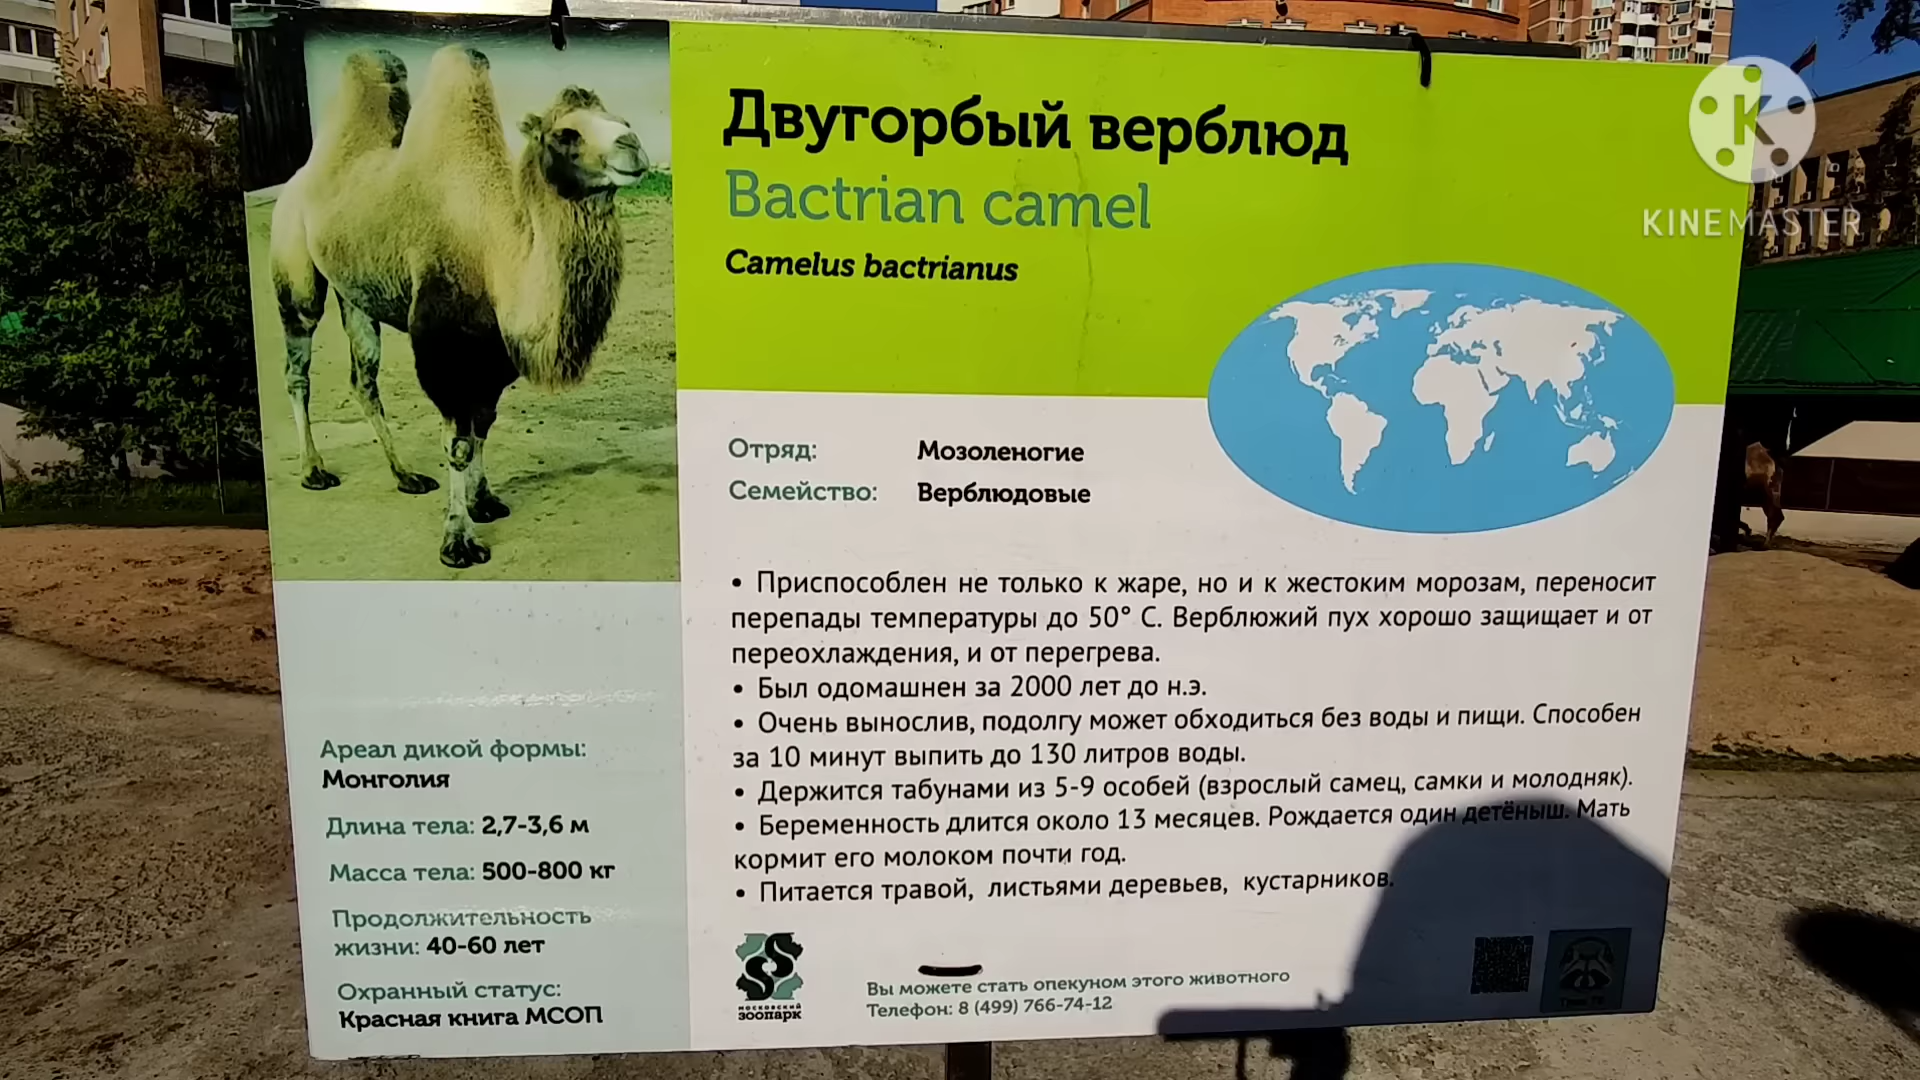 Двугорбый верблюд
Bactrian camel
Camelus bactrianus
KINEMASTER
Отряд: Мозоленогие
Семейство: Верблюдовые
• Приспособлен не только к жаре, но и к жестоким морозам, переносит
перепады температуры до 50° С. Верблюжий пух хорошо защищает и от
переохлаждения, и от перегрева.
• Был одомашнен за 2000 лет до н.э.
• Очень вынослив, подолгу может обходиться без воды и пищи. Способен
за 10 минут выпить до 130 литров воды.
• Держится табунами из 5-9 особей (взрослый самец, самки и молодняк).
• Беременность длится около 13 месяцев. Рождается один детёныш. Мать
кормит его молоком почти год.
• Питается травой, листьями деревьев, кустарников.
Ареал дикой формы:
Монголия
Длина тела: 2,7-3,6 м
Масса тела: 500-800 кг
Продолжительность
жизни: 40-60 лет
Охранный статус:
Красная книга МСОП
московский
зоопарк
Вы можете стать опекуном этого животного
Телефон: 8 (499) 766-74-12